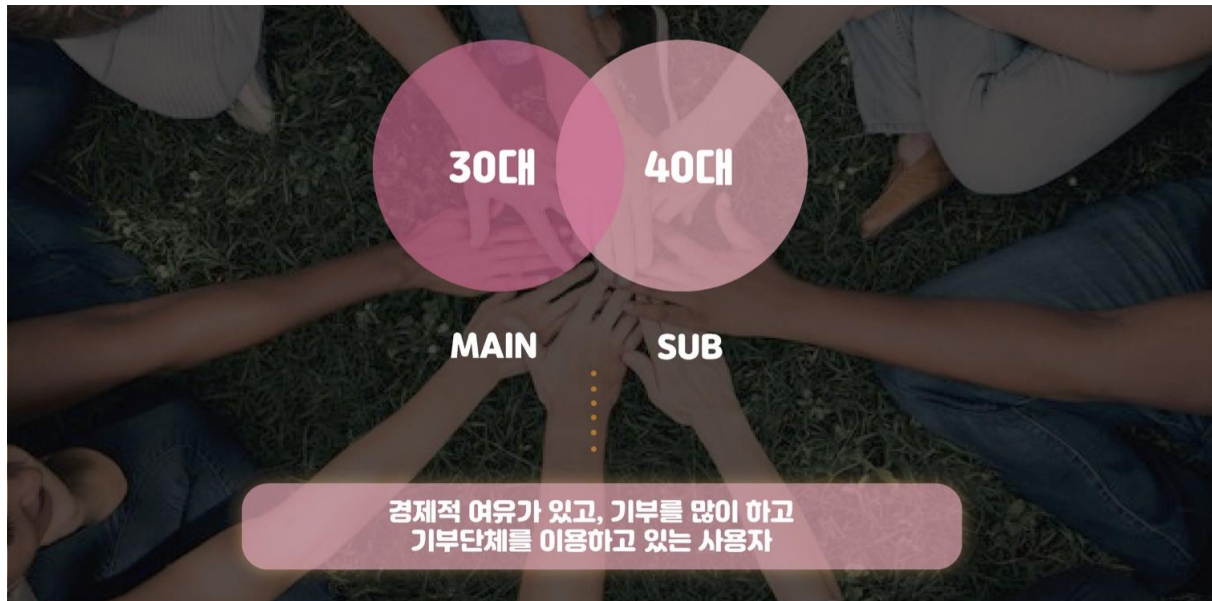 30대
40대
MAIN
SUB
경제적 여유가 있고, 기부를 많이 하고
기부단체를 이용하고 있는 사용자